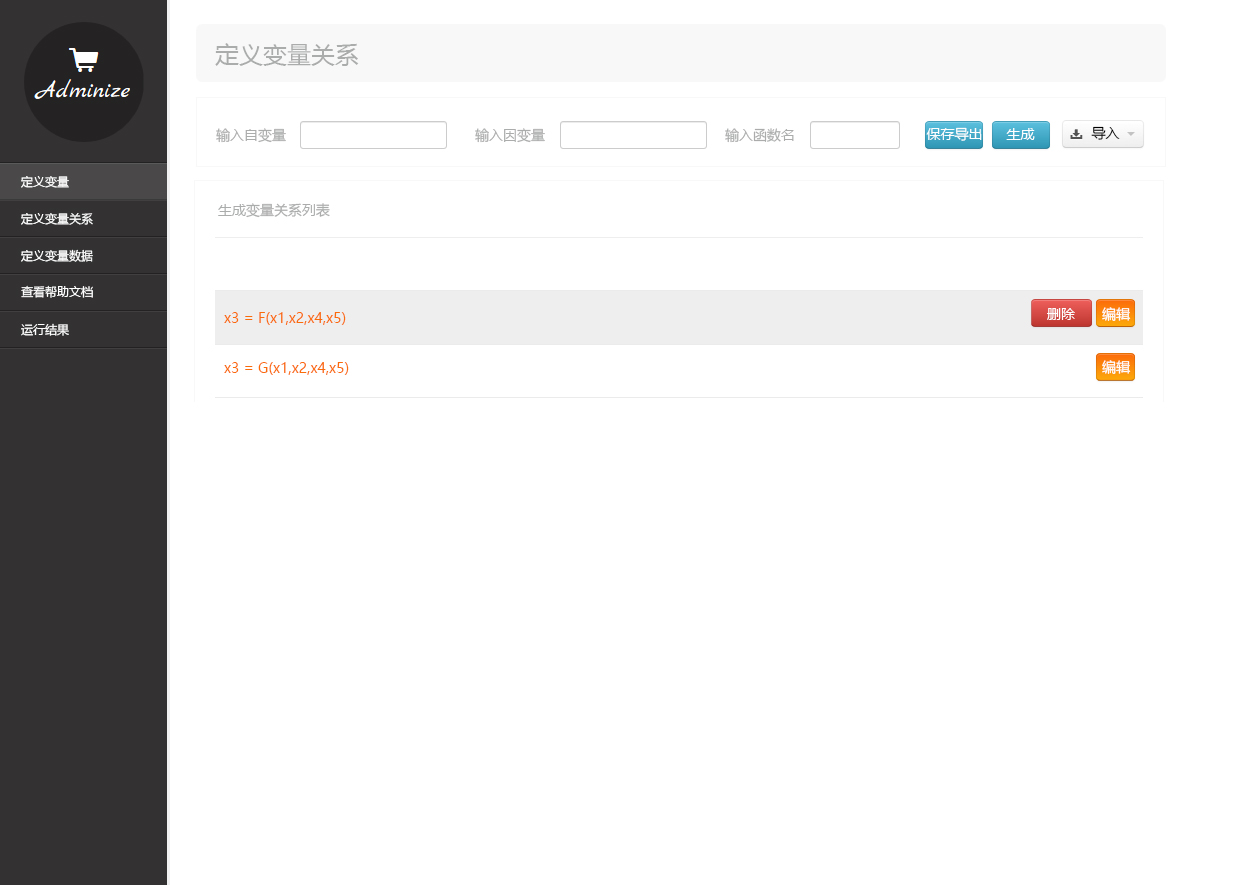 Adminize
定义变量
定义变量关系
定义变量数据
查看帮助文档
运行结果
定义变量关系
输入自变量 输入因变量 输入函数名 保存导出 生成 导入
生成变量关系列表
x3 = F(x1,x2,x4,x5) 删除 编辑
x3 = G(x1,x2,x4,x5) 编辑